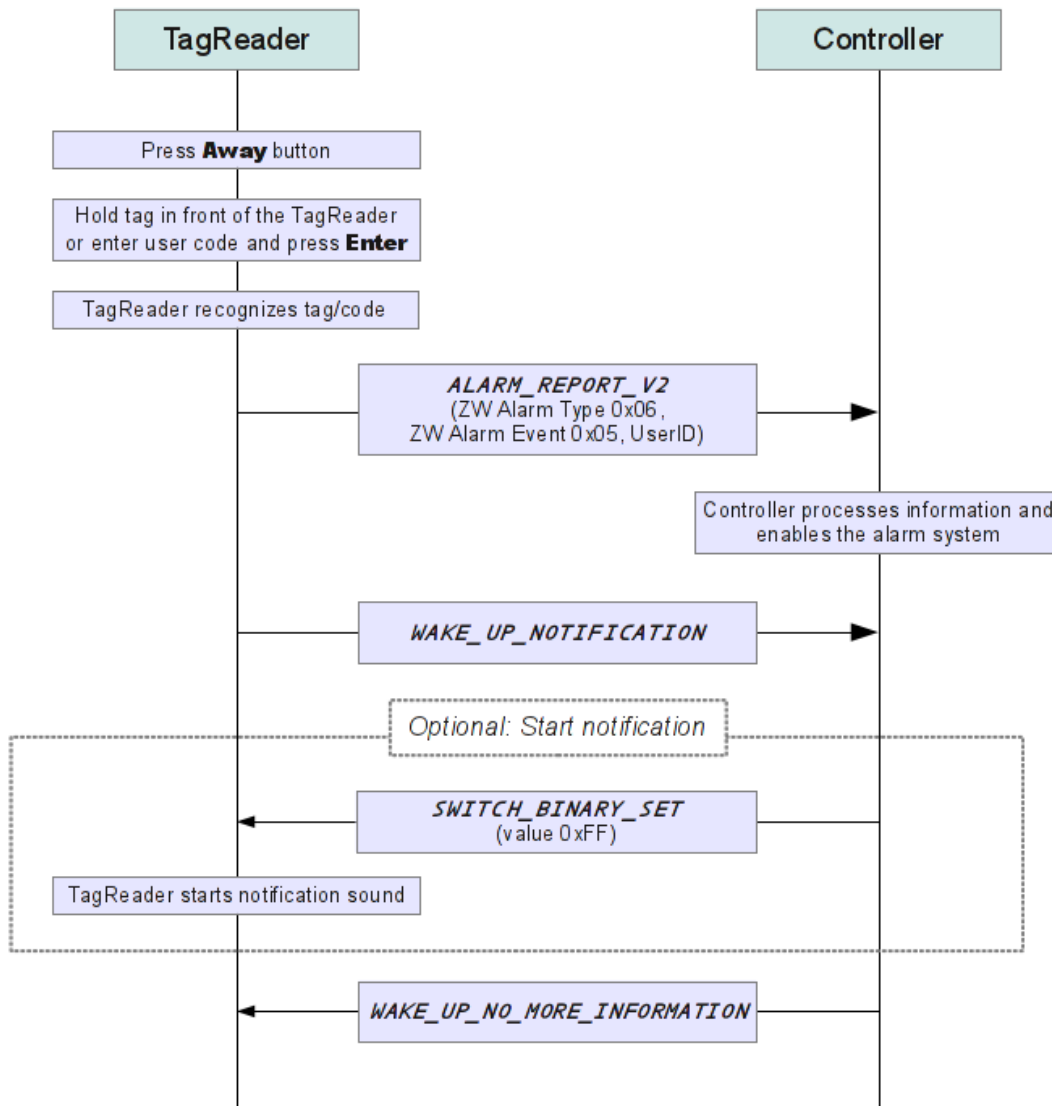 TagReader
Controller
Press Away button
Hold tag in front of the TagReader
or enter user code and press Enter
TagReader recognizes tag/code
ALARM_REPORT_V2
(ZW Alarm Type 0x06,
ZW Alarm Event 0x05, UserID)
Controller processes information and
enables the alarm system
WAKE_UP_NOTIFICATION
Optional: Start notification
SWITCH_BINARY_SET
(value 0xFF)
TagReader starts notification sound
WAKE_UP_NO_MORE_INFORMATION